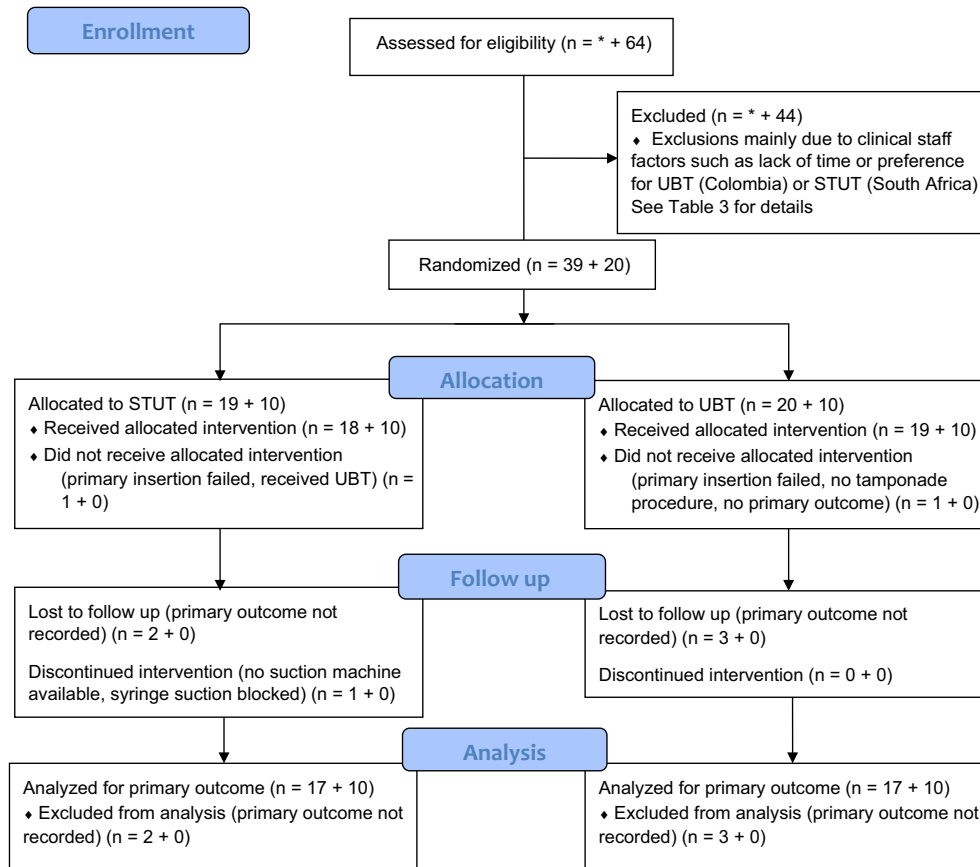 Enrollment
Assessed for eligibility (n = * + 64)
Excluded (n = * + 44)
♦ Exclusions mainly due to clinical staff
factors such as lack of time or preference
for UBT (Colombia) or STUT (South Africa)
See Table 3 for details
Randomized (n = 39 + 20)
Allocation
Allocated to STUT (n = 19 + 10)
♦ Received allocated intervention (n = 18 + 10)
♦ Did not receive allocated intervention
(primary insertion failed, received UBT) (n =
1 + 0)
Allocated to UBT (n = 20 + 10)
♦ Received allocated intervention (n = 19 + 10)
♦ Did not receive allocated intervention
(primary insertion failed, no tamponade
procedure, no primary outcome) (n = 1 + 0)
Follow up
Lost to follow up (primary outcome not
recorded) (n = 2 + 0)
Discontinued intervention (no suction machine
available, syringe suction blocked) (n = 1 + 0)
Lost to follow up (primary outcome not
recorded) (n = 3 + 0)
Discontinued intervention (n = 0 + 0)
Analysis
Analyzed for primary outcome (n = 17 + 10)
♦ Excluded from analysis (primary outcome not
recorded) (n = 2 + 0)
Analyzed for primary outcome (n = 17 + 10)
♦ Excluded from analysis (primary outcome not
recorded) (n = 3 + 0)